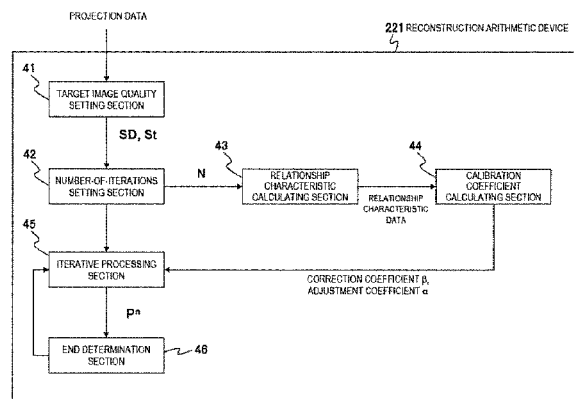 PROJECTION DATA
221 RECONSTRUCTION ARITHMETIC DEVICE
41
TARGET IMAGE QUALITY
SETTING SECTION
SD, St
42
NUMBER-OF-ITERATIONS
SETTING SECTION
N
43
RELATIONSHIP
CHARACTERISTIC
CALCULATING SECTION
RELATIONSHIP
CHARACTERISTIC
DATA
44
CALIBRATION
COEFFICIENT
CALCULATING SECTION
45
ITERATIVE PROCESSING
SECTION
CORRECTION COEFFICIENT β,
ADJUSTMENT COEFFICIENT α
Pⁿ
END DETERMINATION
SECTION
46